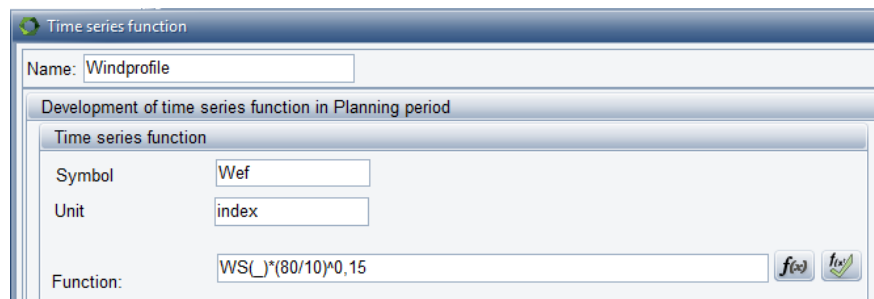 Time series function
Name: Windprofile
Development of time series function in Planning period
Time series function
Symbol Wef
Unit index
Function: WS(_)*(80/10)^0,15 f(x) f(x)